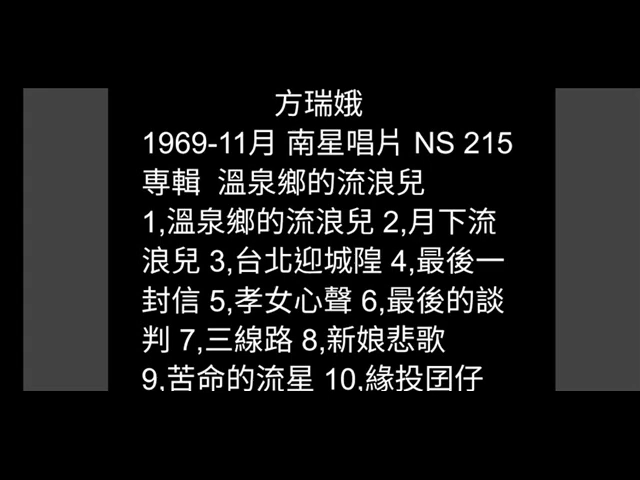 方瑞娥
1969-11月 南星唱片 NS 215
専輯 溫泉鄉的流浪兒
1,溫泉鄉的流浪兒 2,月下流
浪兒 3,台北迎城隍 4,最後一
封信 5,孝女心聲 6,最後的談
判 7,三線路 8,新娘悲歌
9,苦命的流星 10,緣投囝仔